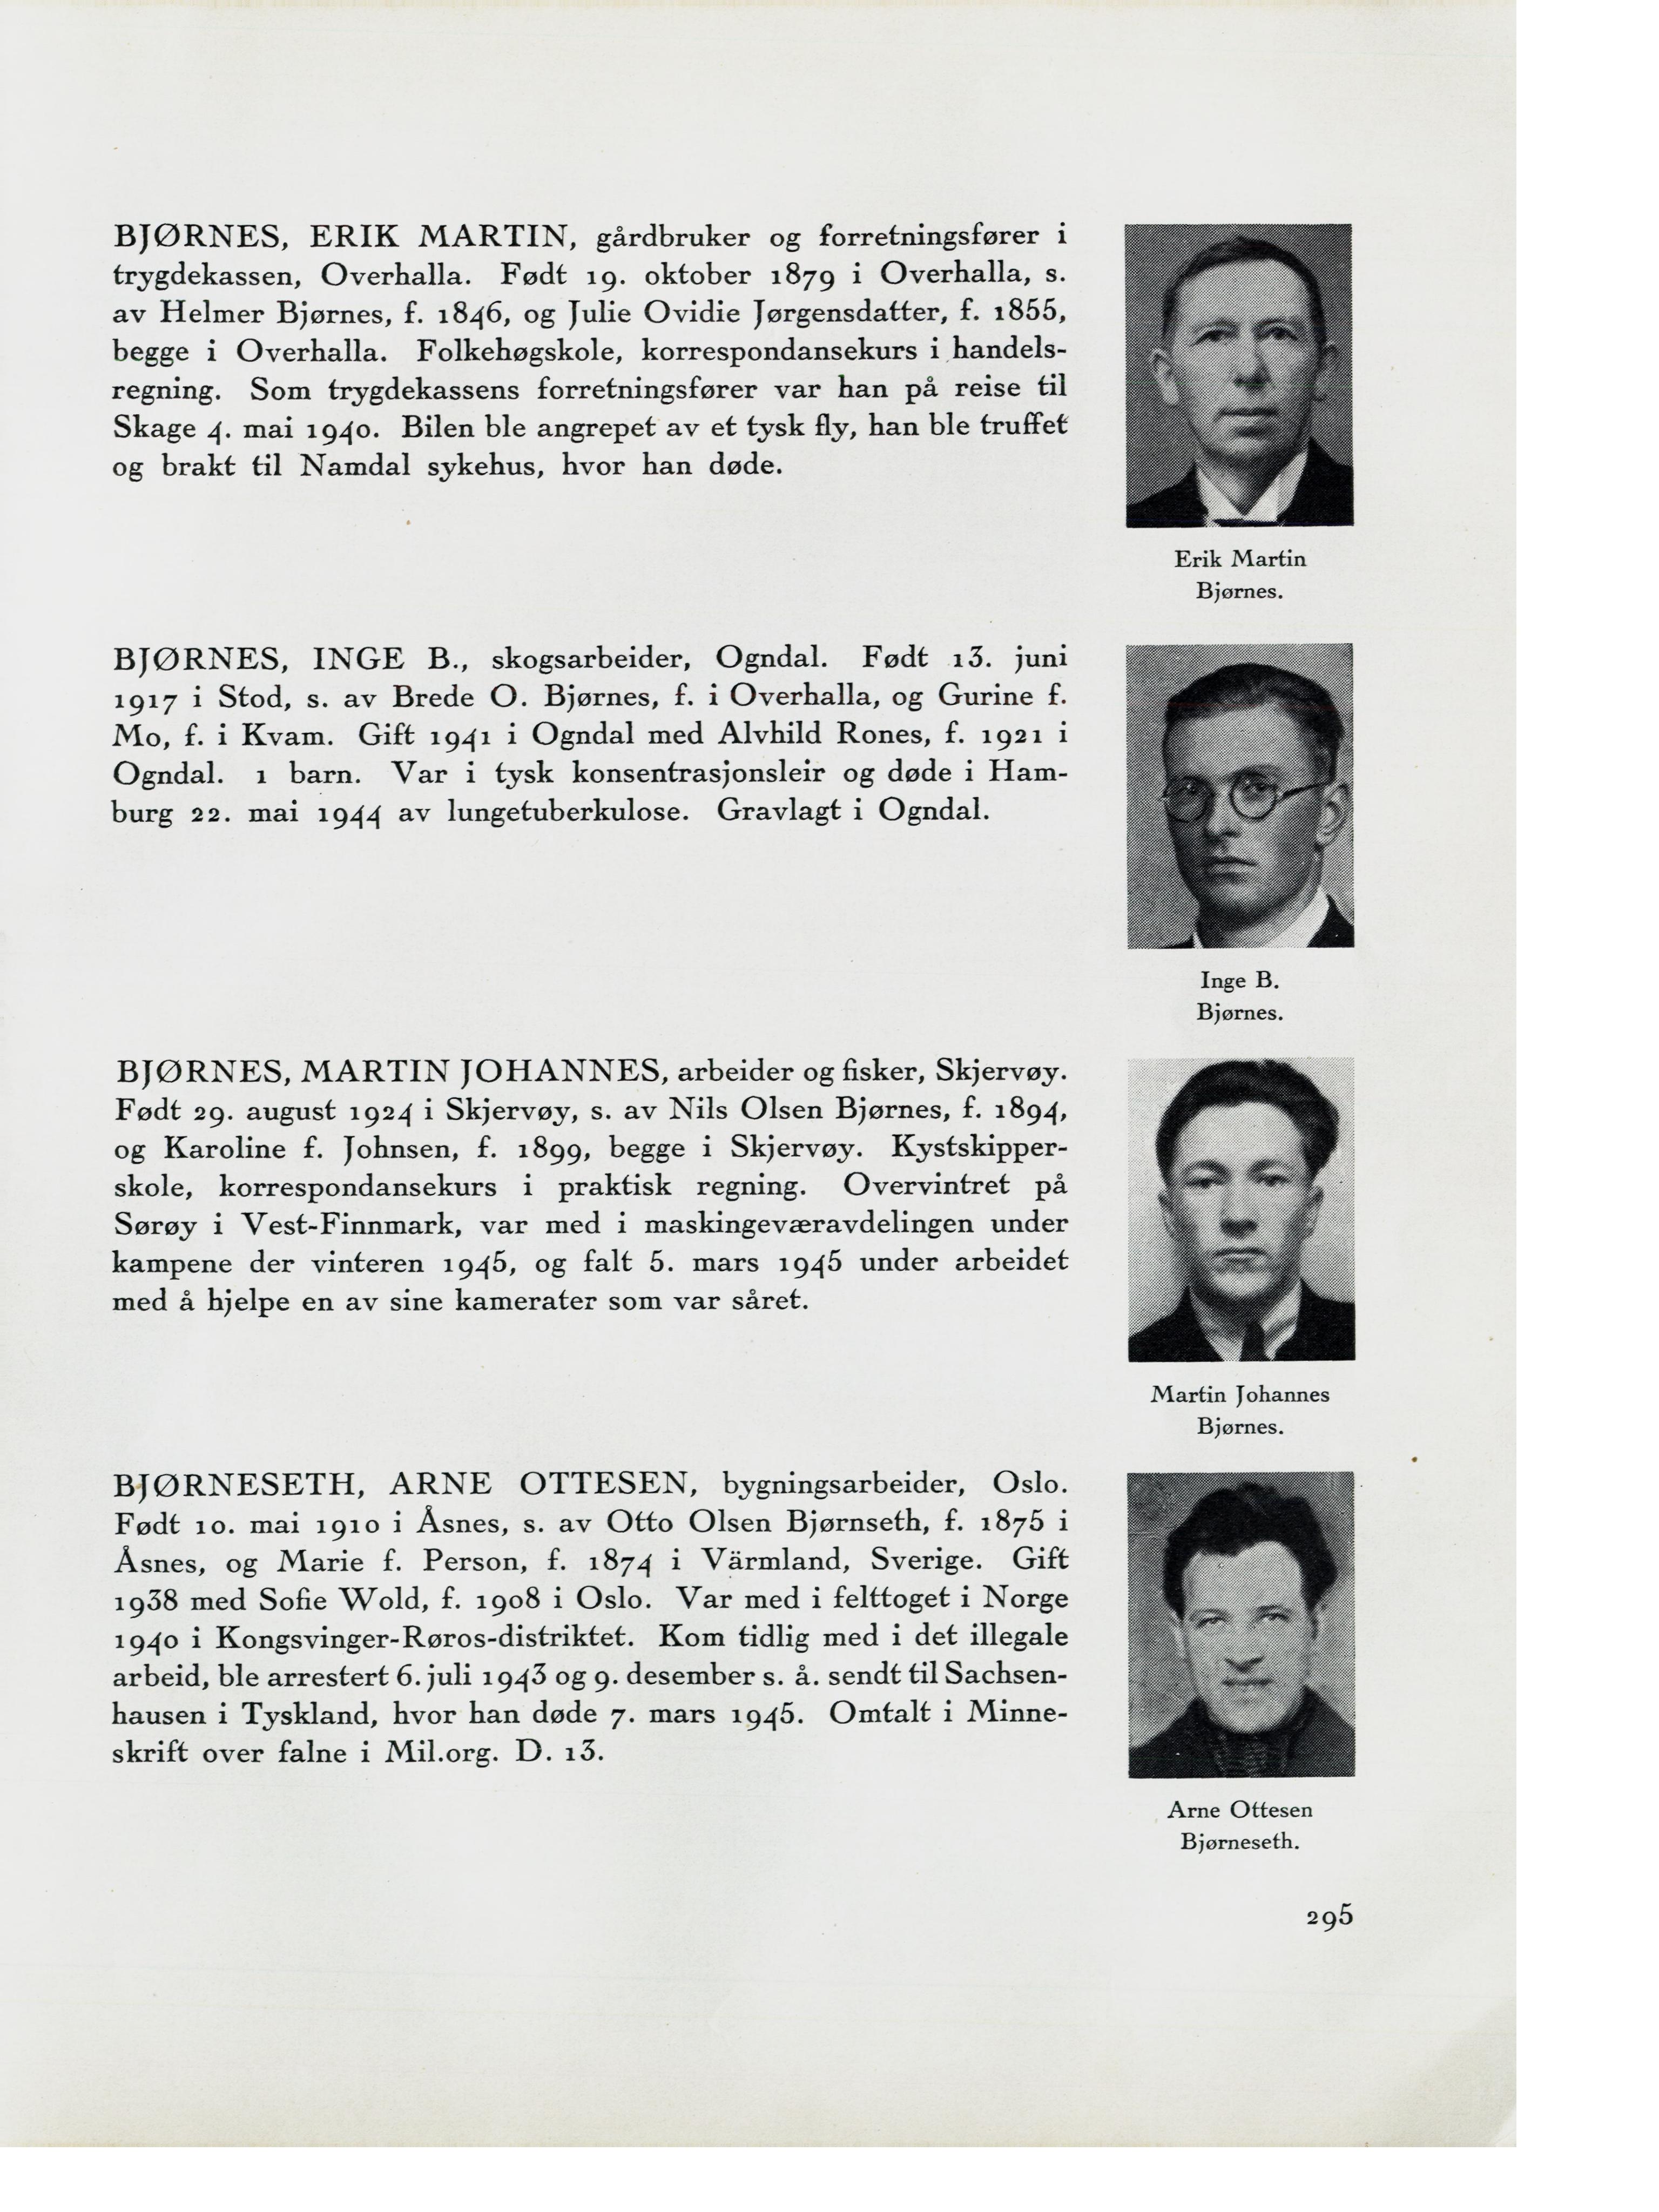 BJØRNES, ERIK MARTIN, gårdbruker og forretningsfører i
trygdekassen, Overhalla. Født 19. oktober 1879 i Overhalla, s.
av Helmer Bjørnes, f. 1846, og Julie Ovidie Jørgensdatter, f. 1855,
begge i Overhalla. Folkehøgskole, korrespondansekurs i handels-
regning. Som trygdekassens forretningsfører var han på reise til
Skage 4. mai 1940. Bilen ble angrepet av et tysk fly, han ble truffet
og brakt til Namdal sykehus, hvor han døde.
Erik Martin
Bjørnes.
BJØRNES, INGE B., skogsarbeider, Ogndal. Født 13. juni
1917 i Stod, s. av Brede O. Bjørnes, f. i Overhalla, og Gurine f.
Mo, f. i Kvam. Gift 1941 i Ogndal med Alvhild Rones, f. 1921 i
Ogndal. 1 barn. Var i tysk konsentrasjonsleir og døde i Ham-
burg 22. mai 1944 av lungetuberkulose. Gravlagt i Ogndal.
Inge B.
Bjørnes.
BJØRNES, MARTIN JOHANNES, arbeider og fisker, Skjervøy.
Født 29. august 1924 i Skjervøy, s. av Nils Olsen Bjørnes, f. 1894,
og Karoline f. Johnsen, f. 1899, begge i Skjervøy. Kystskipper-
skole, korrespondansekurs i praktisk regning. Overvintret på
Sørøy i Vest-Finnmark, var med i maskingeværavdelingen under
kampene der vinteren 1945, og falt 5. mars 1945 under arbeidet
med å hjelpe en av sine kamerater som var såret.
Martin Johannes
Bjørnes.
BJØRNESETH, ARNE OTTESEN, bygningsarbeider, Oslo.
Født 10. mai 1910 i Åsnes, s. av Otto Olsen Bjørnseth, f. 1875 i
Åsnes, og Marie f. Person, f. 1874 i Värmland, Sverige. Gift
1938 med Sofie Wold, f. 1908 i Oslo. Var med i felttoget i Norge
1940 i Kongsvinger-Røros-distriktet. Kom tidlig med i det illegale
arbeid, ble arrestert 6. juli 1943 og 9. desember s. å. sendt til Sachsen-
hausen i Tyskland, hvor han døde 7. mars 1945. Omtalt i Minne-
skrift over falne i Mil.org. D. 13.
Arne Ottesen
Bjørneseth.
295